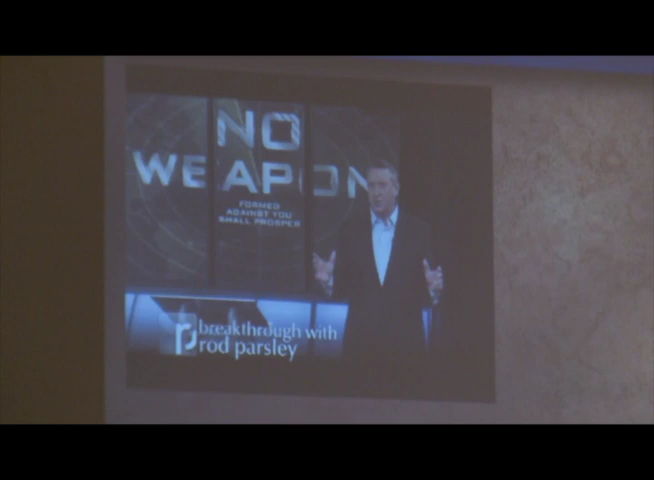 NO
WEAPON
FORMED
AGAINST YOU
SHALL PROSPER
breakthrough with
rod parsley